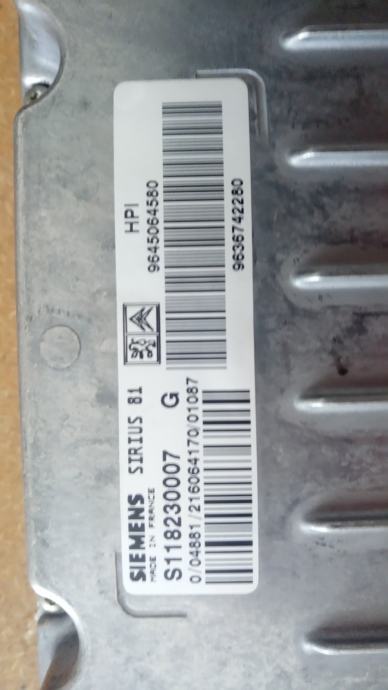 SIEMENS SIRIUS 81
MADE IN FRANCE
S118230007 G
0/04881/216064170/01087
HPI
9645064580
9636742280